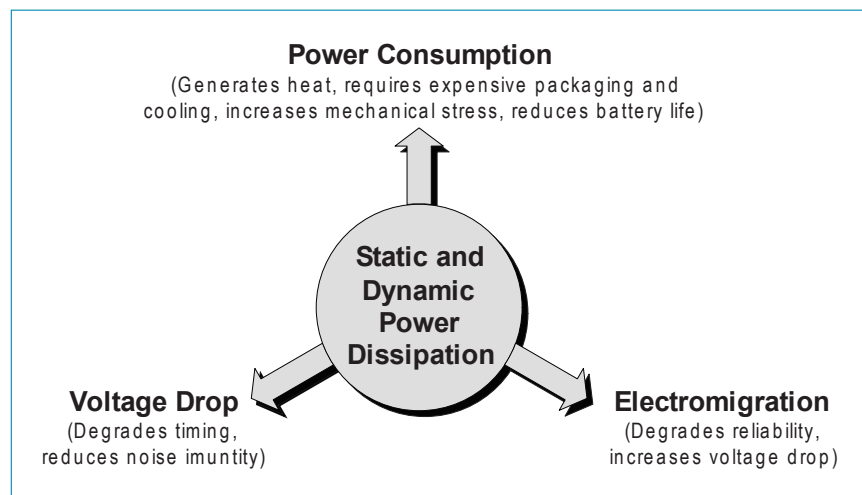 Power Consumption
(Generates heat, requires expensive packaging and
cooling, increases mechanical stress, reduces battery life)
Static and
Dynamic
Power
Dissipation
Voltage Drop
(Degrades timing,
reduces noise imuntity)
Electromigration
(Degrades reliability,
increases voltage drop)